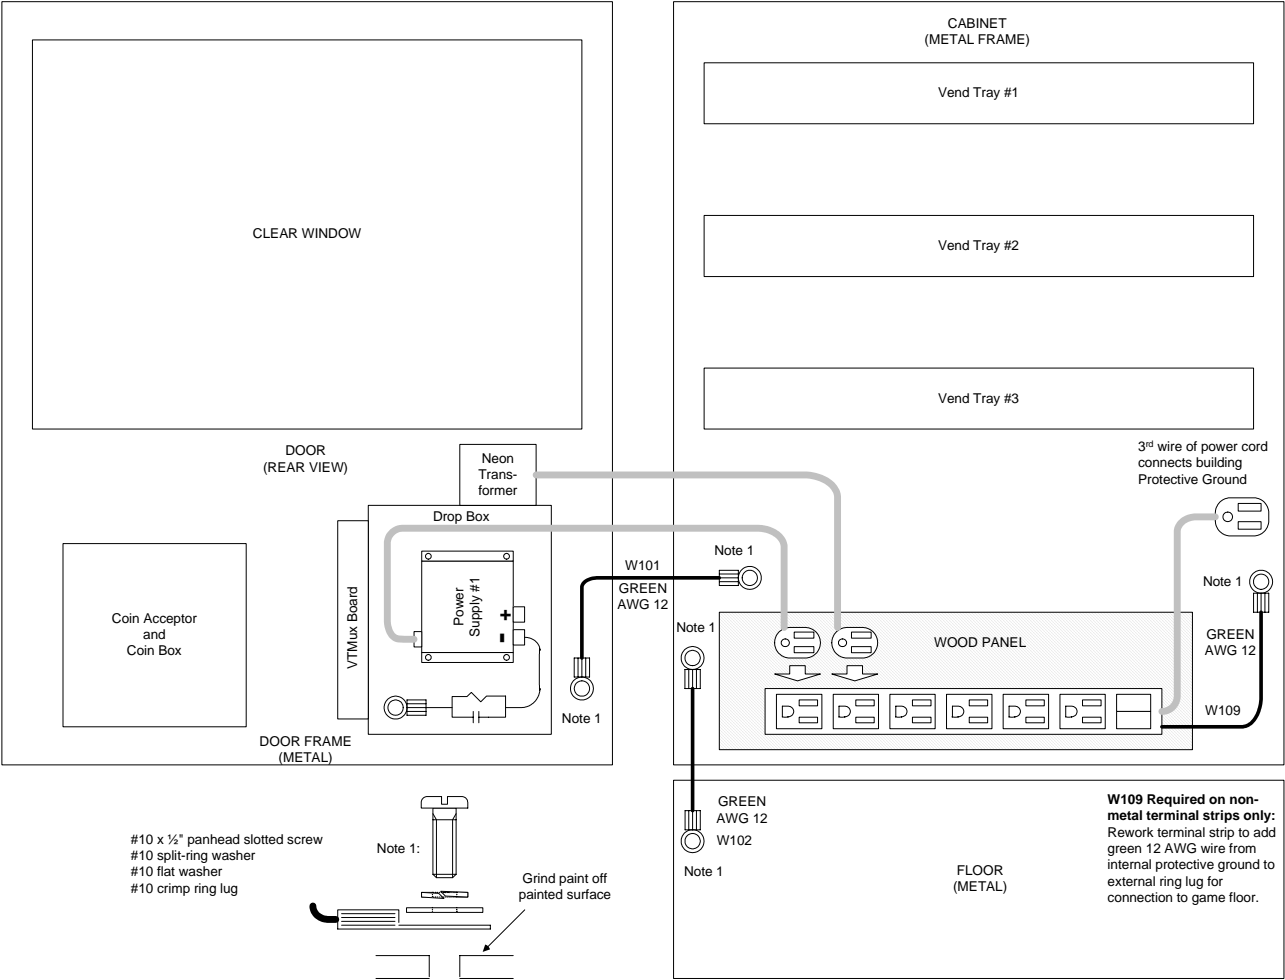 CABINET
(METAL FRAME)
Vend Tray #1
CLEAR WINDOW
Vend Tray #2
Vend Tray #3
DOOR
(REAR VIEW)
Neon
Trans-
former
3rd wire of power cord
connects building
Protective Ground
Drop Box
VTMux Board
Power
Supply #1
+
-
Coin Acceptor
and
Coin Box
W101
GREEN
AWG 12
Note 1
Note 1
Note 1
Note 1
WOOD PANEL
GREEN
AWG 12
W109
DOOR FRAME
(METAL)
GREEN
AWG 12
W102
Note 1
FLOOR
(METAL)
W109 Required on non-
metal terminal strips only:
Rework terminal strip to add
green 12 AWG wire from
internal protective ground to
external ring lug for
connection to game floor.
#10 x ½" panhead slotted screw
#10 split-ring washer
#10 flat washer
#10 crimp ring lug
Note 1:
Grind paint off
painted surface